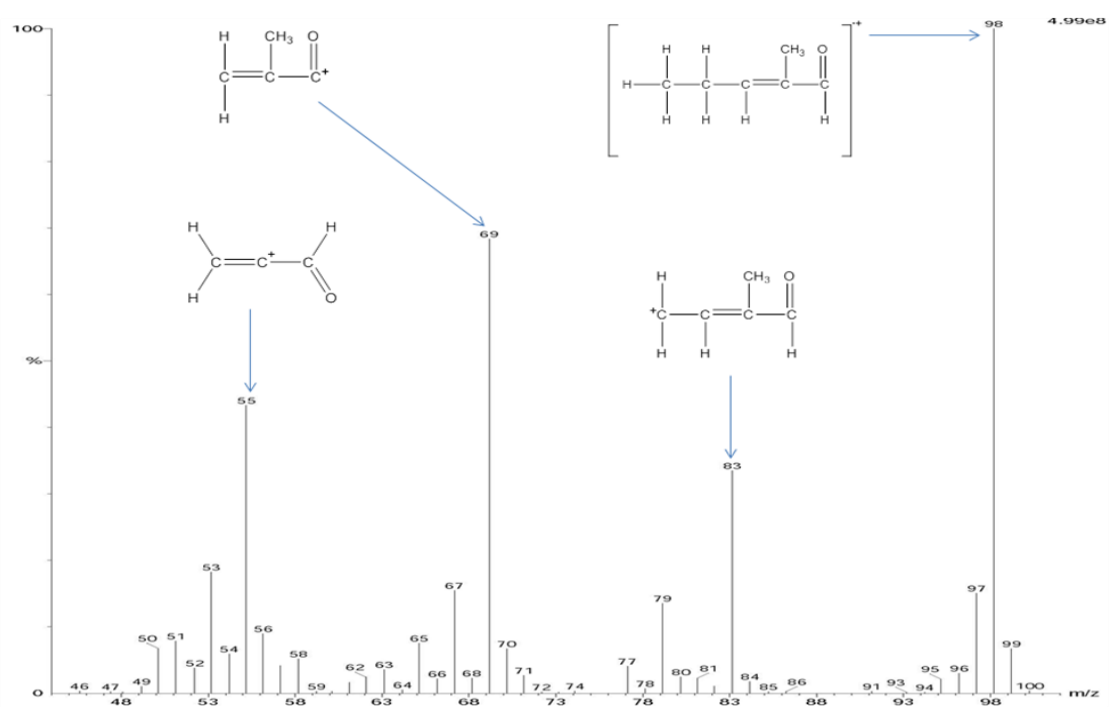 100
98
4.99e8
H CH₃ O
C C C⁺
H
·+
H H CH₃ O
H C C C C C
H H H H
H H
C C⁺ C
H O
69
H CH₃ O
⁺C C C C
H H H
%
55
83
53
67
97
79
50 51 56 65 70 99
52 54 58 62 63 66 68 71 77 80 81 95 96
46 47 49 59 64 72 74 78 84 85 86 91 93 94 100
0
48 53 58 63 68 73 78 83 88 93 98 m/z